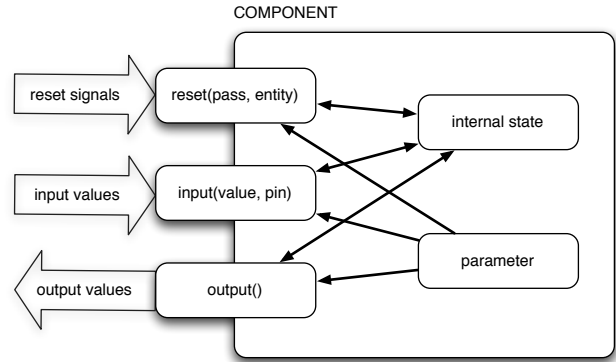 COMPONENT
reset signals
reset(pass, entity)
internal state
input values
input(value, pin)
parameter
output values
output()